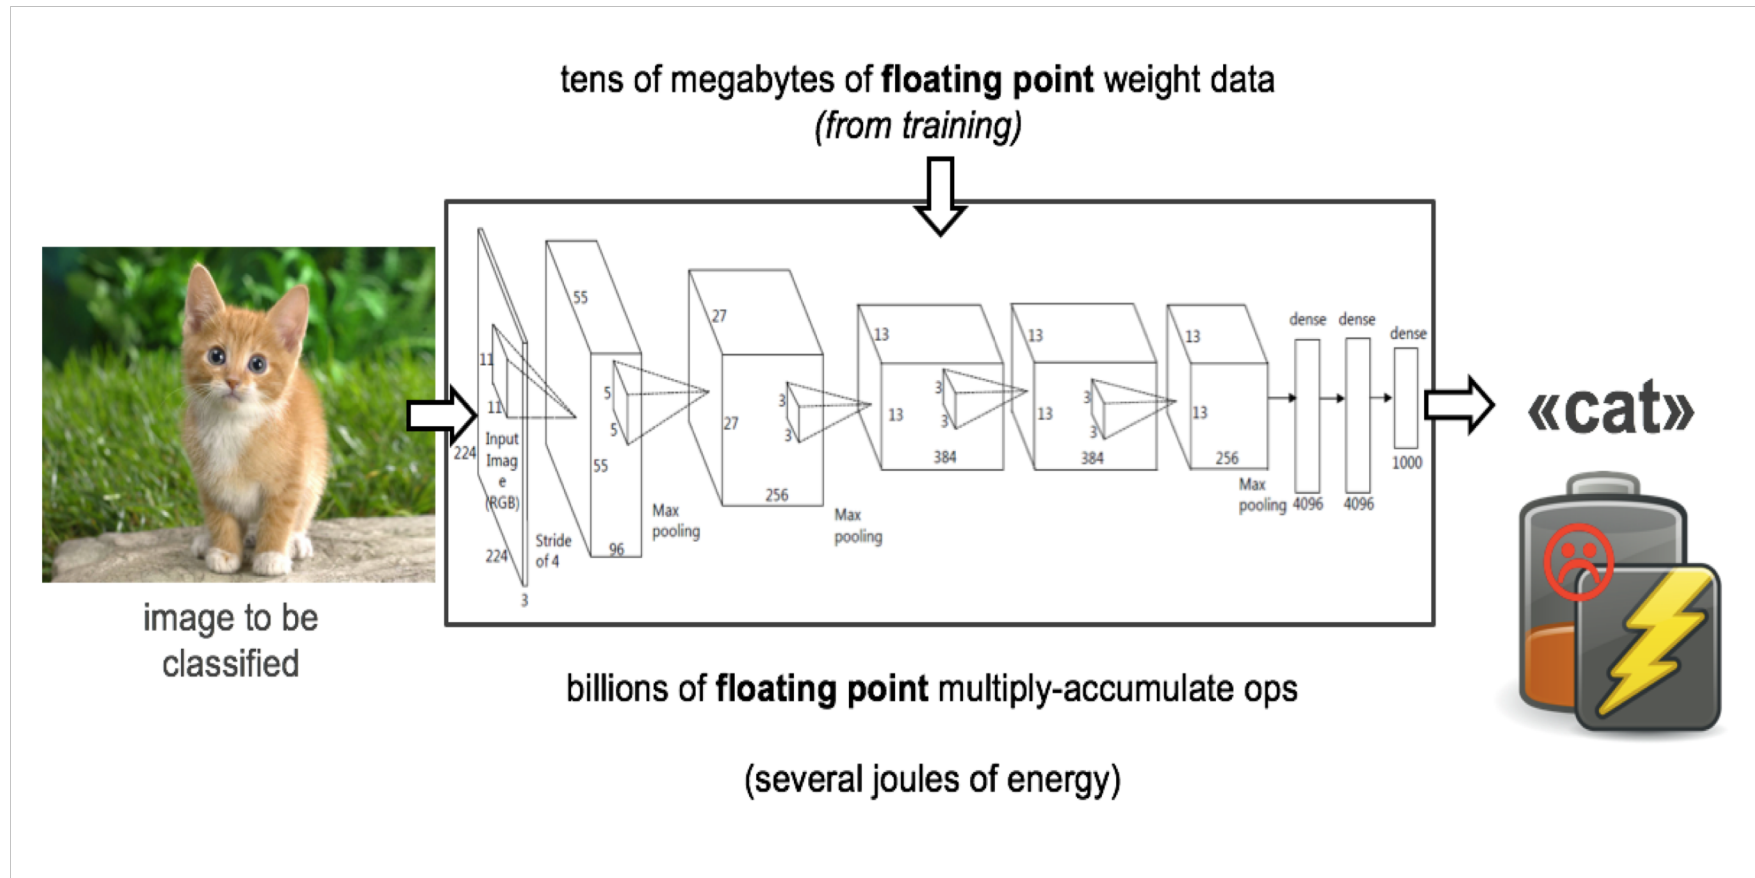 tens of megabytes of floating point weight data
(from training)
image to be
classified
224
11
11
Input
Imag
e
(RGB)
224
3
Stride
of 4
55
55
96
5
5
Max
pooling
27
27
256
3
3
Max
pooling
13
13
384
3
3
13
13
384
3
3
13
13
256
Max
pooling
dense
4096
dense
4096
dense
1000
«cat»
billions of floating point multiply-accumulate ops
(several joules of energy)